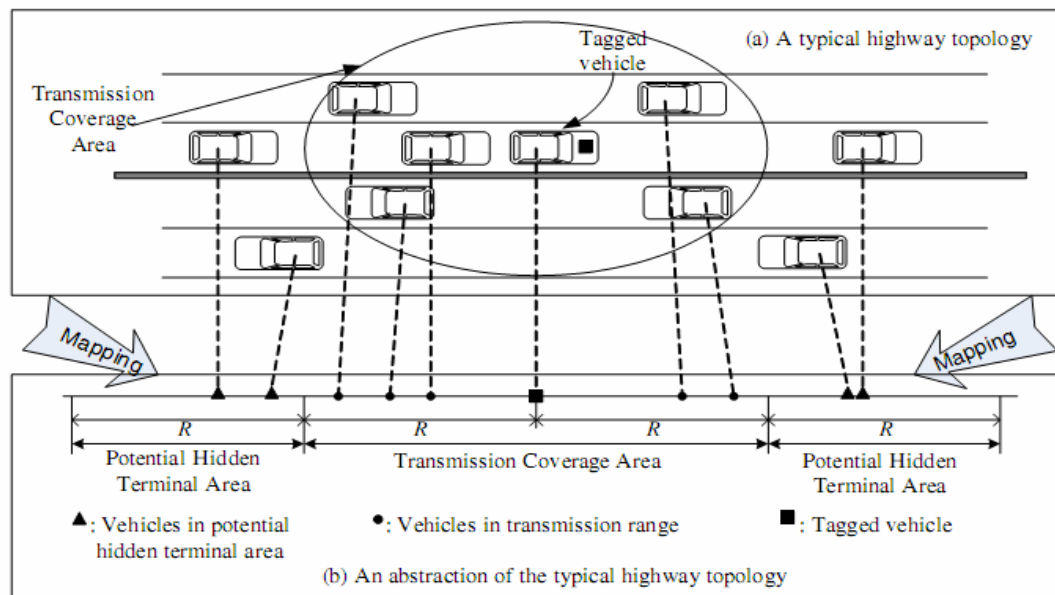 (a) A typical highway topology
Tagged
vehicle
Transmission
Coverage
Area
Mapping
Mapping
R
R
R
R
Potential Hidden
Terminal Area
Transmission Coverage Area
Potential Hidden
Terminal Area
: Vehicles in potential
hidden terminal area
: Vehicles in transmission range
: Tagged vehicle
(b) An abstraction of the typical highway topology